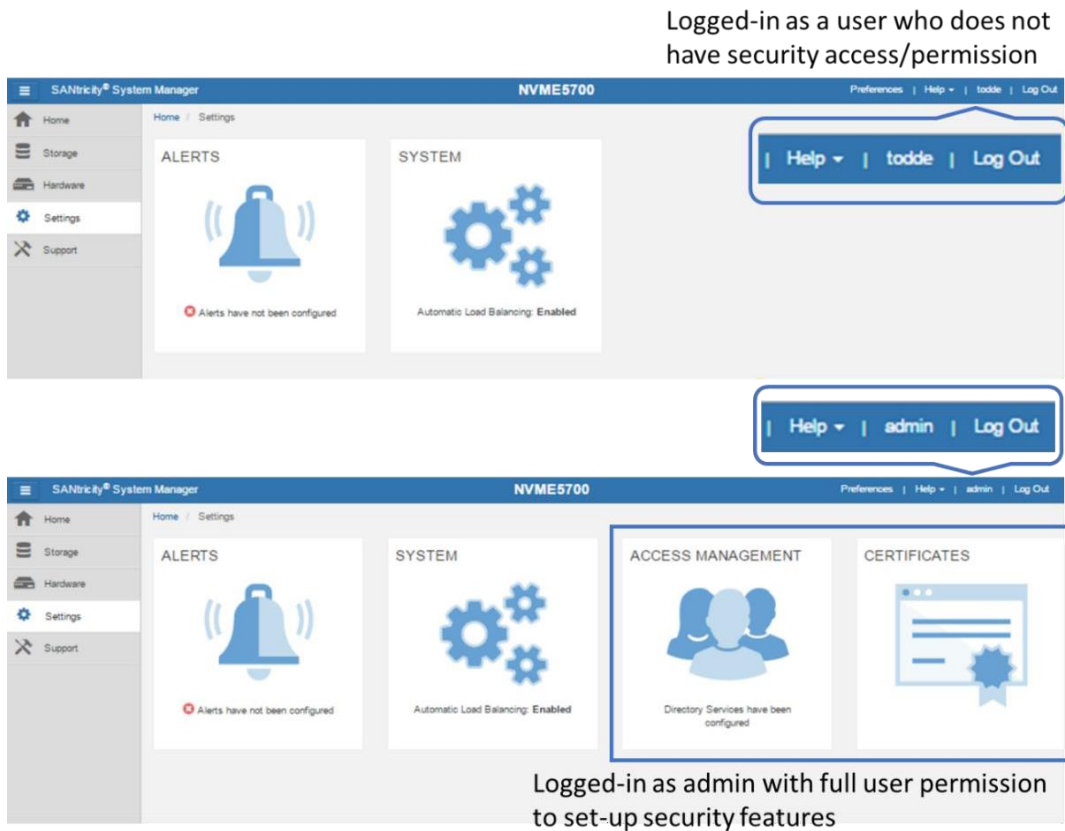 Logged-in as a user who does not
have security access/permission
SANtricity® System Manager
NVME5700
Preferences | Help | todde | Log Out
Home
Storage
Hardware
Settings
Support
Home / Settings
ALERTS
Alerts have not been configured
SYSTEM
Automatic Load Balancing: Enabled
| Help | todde | Log Out
| Help | admin | Log Out
SANtricity® System Manager
NVME5700
Preferences | Help | admin | Log Out
Home
Storage
Hardware
Settings
Support
Home / Settings
ALERTS
Alerts have not been configured
SYSTEM
Automatic Load Balancing: Enabled
ACCESS MANAGEMENT
Directory Services have been
configured
CERTIFICATES
Logged-in as admin with full user permission
to set-up security features